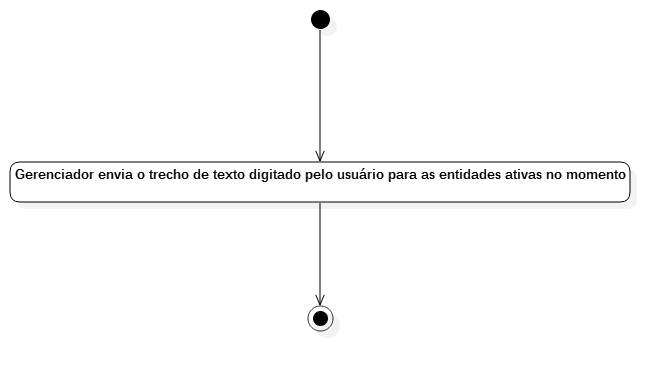 Gerenciador envia o trecho de texto digitado pelo usuário para as entidades ativas no momento